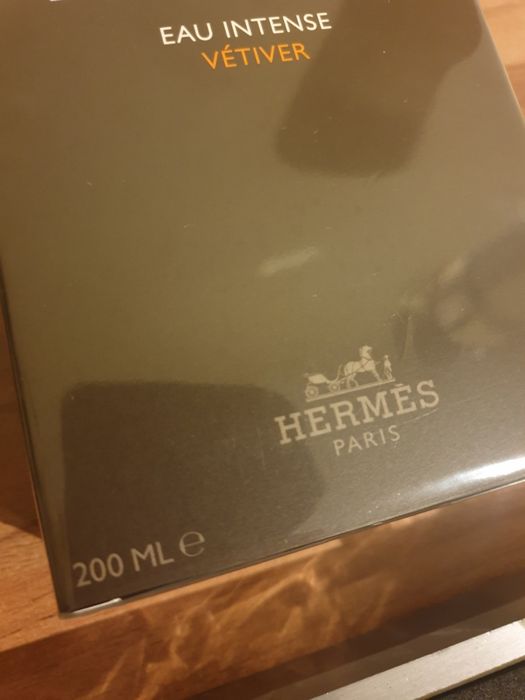 EAU INTENSE
VÉTIVER
HERMÈS
PARIS
200 ML ℮